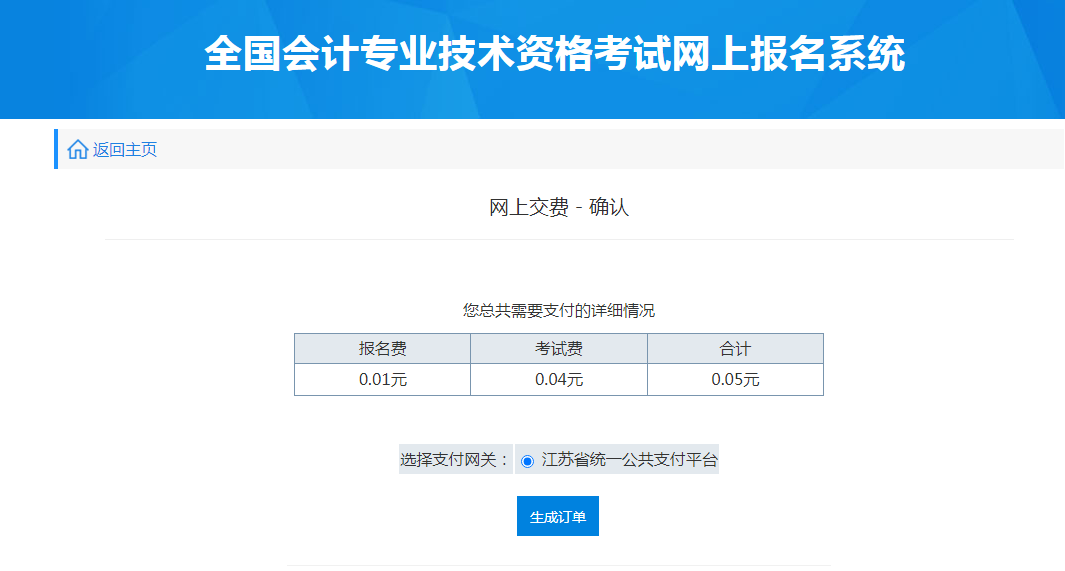 全国会计专业技术资格考试网上报名系统
返回主页
网上交费 - 确认
您总共需要支付的详细情况
报名费 考试费 合计
0.01元 0.04元 0.05元
选择支付网关： 江苏省统一公共支付平台
生成订单